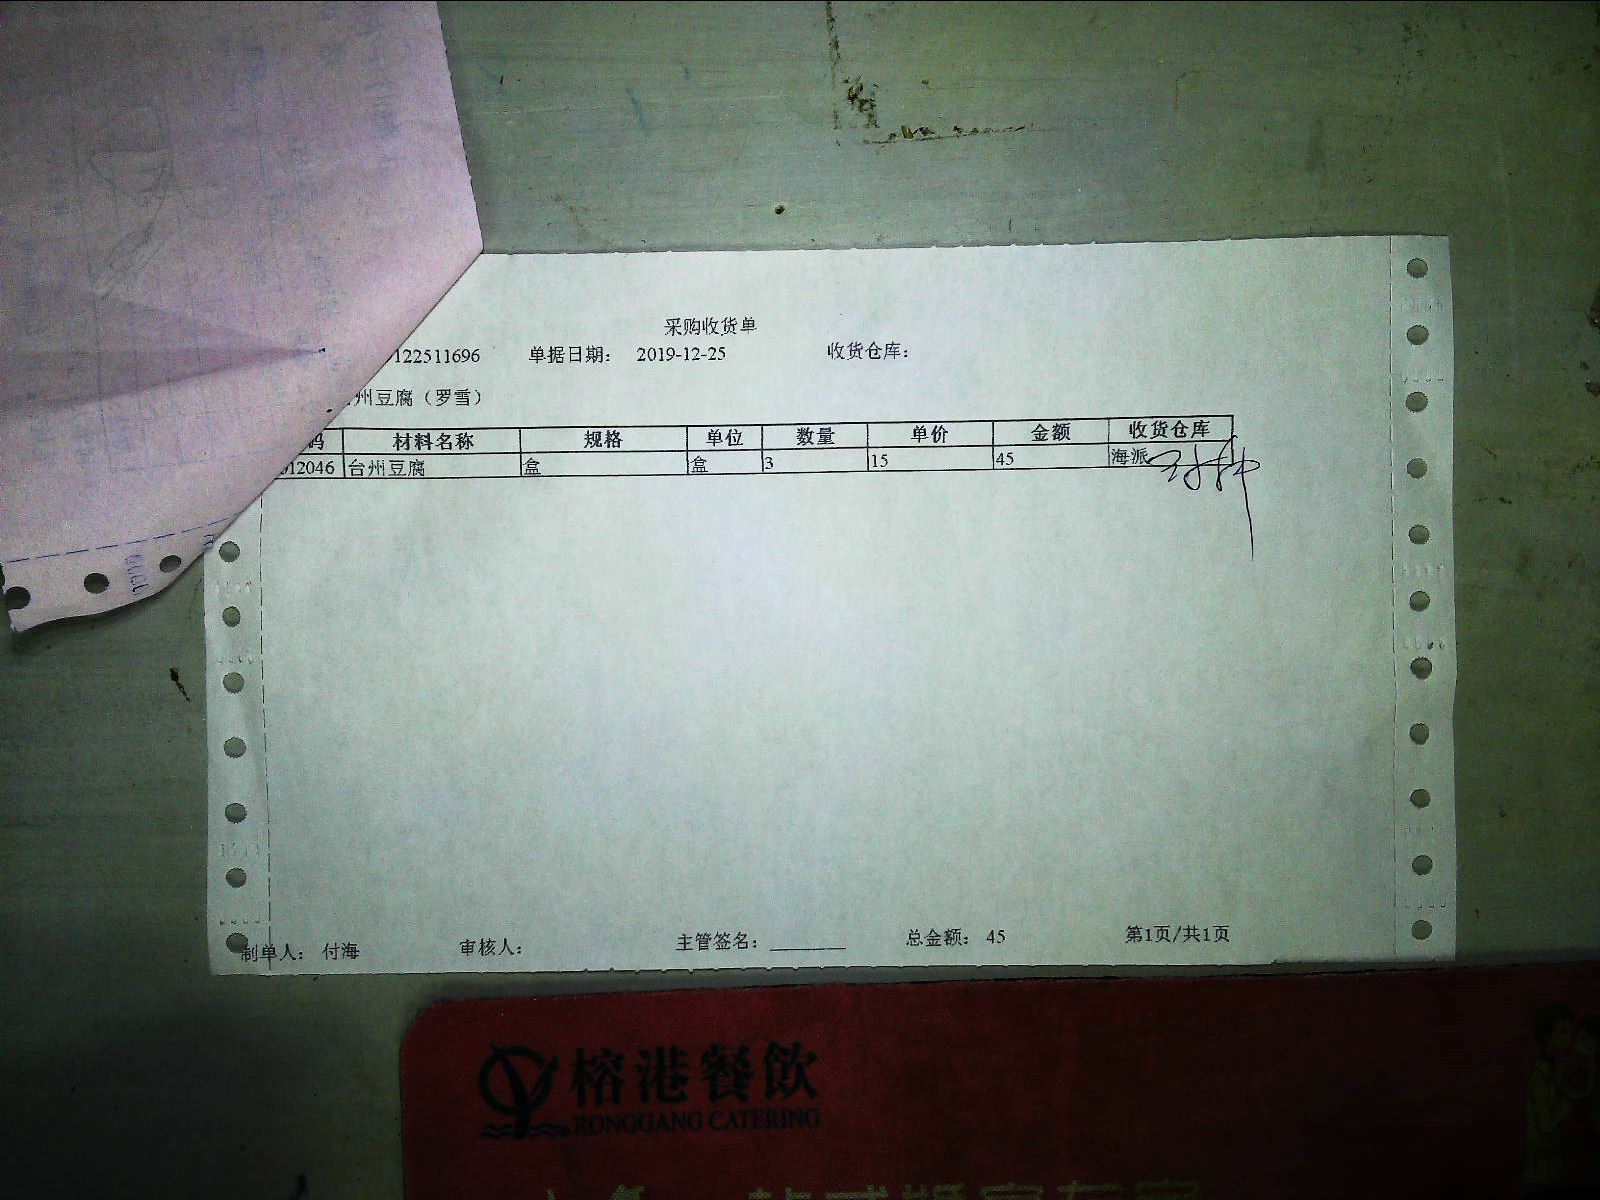 采购收货单
122511696 单据日期： 2019-12-25 收货仓库：
州豆腐（罗雪）
码 材料名称 规格 单位 数量 单价 金额 收货仓库
012046 台州豆腐 盒 盒 3 15 45 海派
制单人： 付海 审核人： 主管签名： 总金额： 45 第1页/共1页
榕港餐飲
RONGGANG CATERING